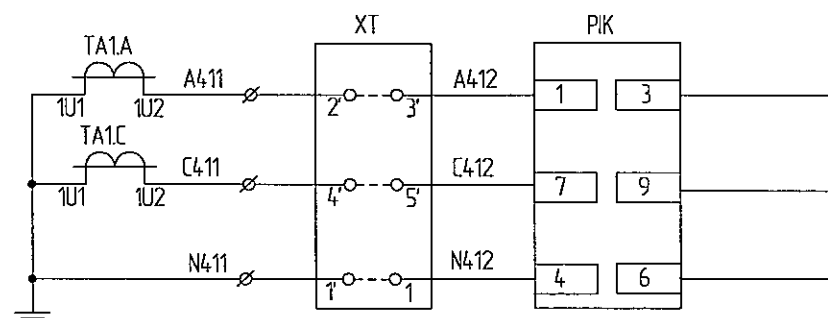 XT PIK
TA1.A A411 A412
1U1 1U2 2' 3' 1 3
TA1.C C411 C412
1U1 1U2 4' 5' 7 9
N411 N412
1' 1 4 6